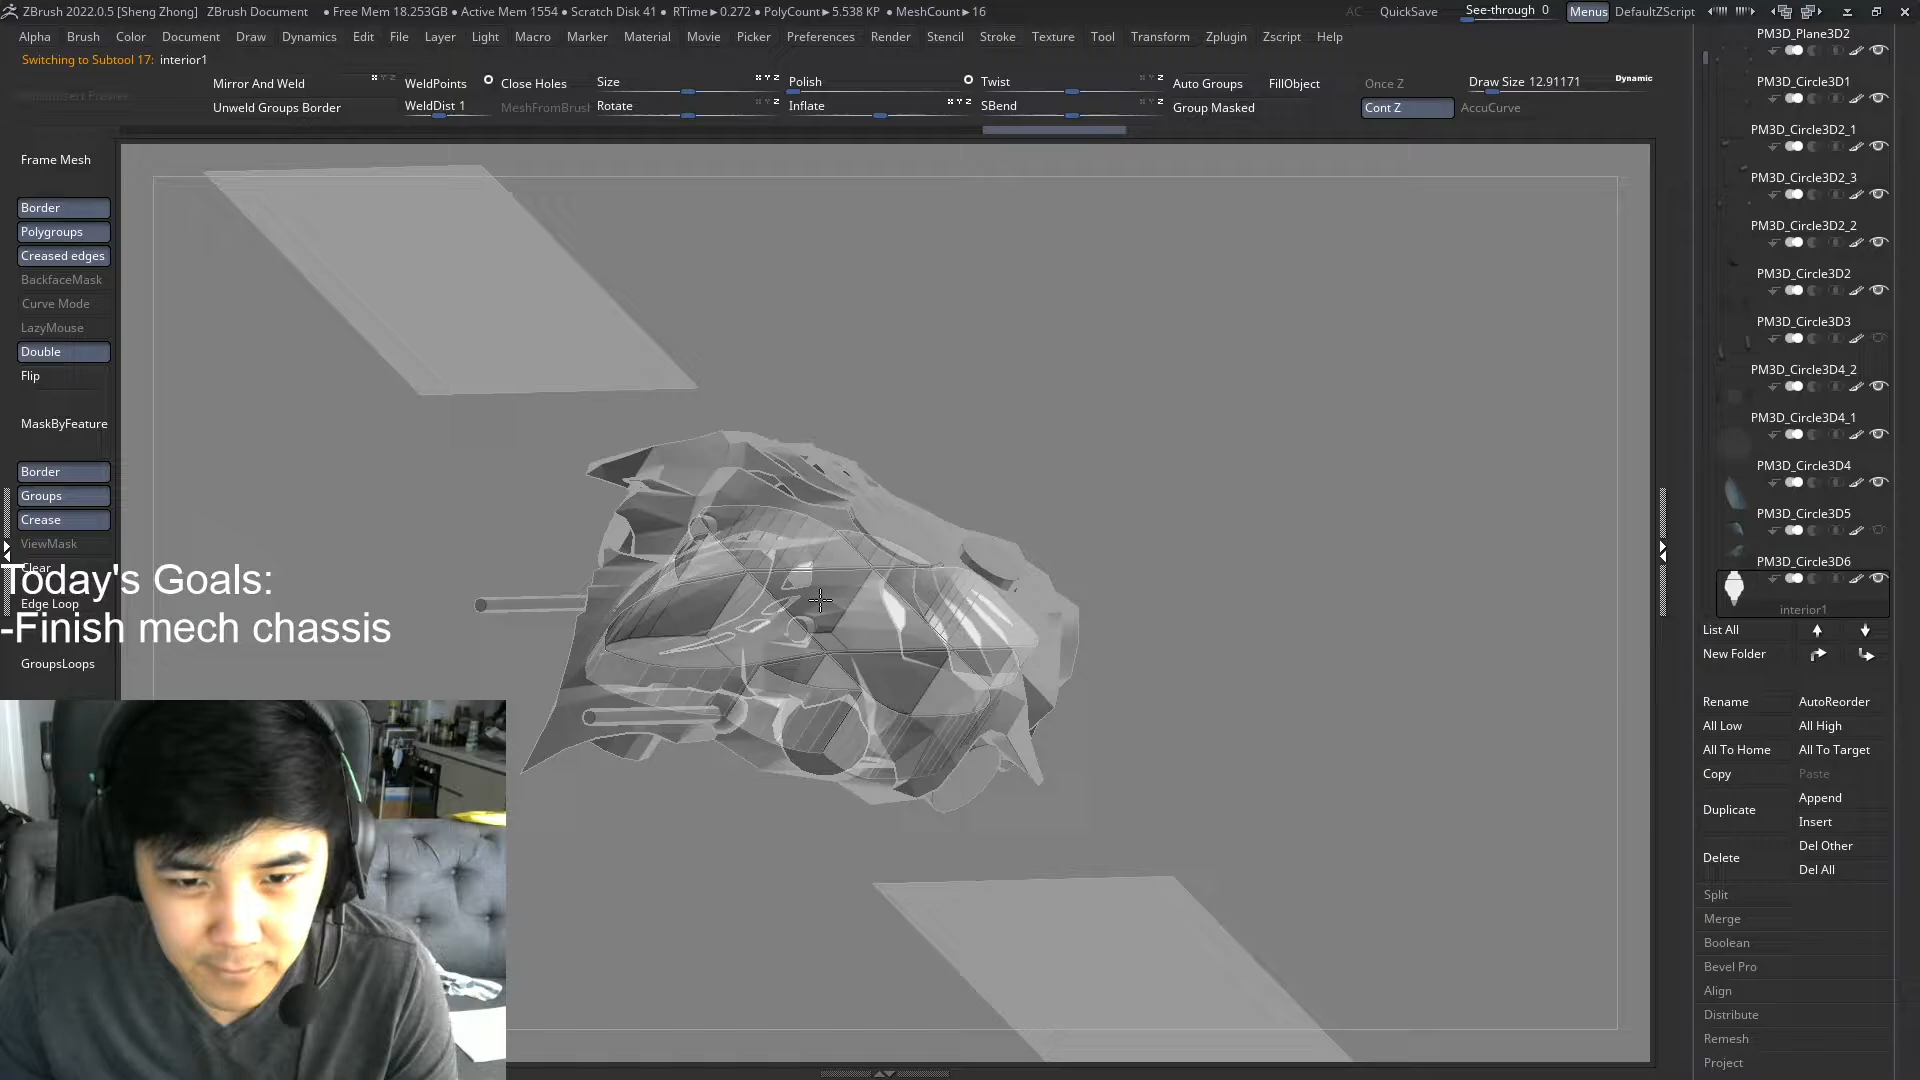 ZBrush 2022.0.5 [Sheng Zhong] ZBrush Document ● Free Mem 18.253GB ● Active Mem 1554 ● Scratch Disk 41 ● RTime►0.272 ● PolyCount►5.538 KP ● MeshCount►16 AC QuickSave See-through 0 Menus DefaultZScript
Alpha Brush Color Document Draw Dynamics Edit File Layer Light Macro Marker Material Movie Picker Preferences Render Stencil Stroke Texture Tool Transform Zplugin Zscript Help
Switching to Subtool 17: interior1
Mirror And Weld WeldPoints Close Holes Size Polish Twist Auto Groups FillObject Once Z Draw Size 12.91171 Dynamic
Unweld Groups Border WeldDist 1 MeshFromBrush Rotate Inflate SBend Group Masked Cont Z AccuCurve
Frame Mesh
Border
Polygroups
Creased edges
BackfaceMask
Curve Mode
LazyMouse
Double
Flip
MaskByFeature
Border
Groups
Crease
ViewMask
Clear
Edge Loop
GroupsLoops
Today's Goals:
-Finish mech chassis
PM3D_Plane3D2
PM3D_Circle3D1
PM3D_Circle3D2_1
PM3D_Circle3D2_3
PM3D_Circle3D2_2
PM3D_Circle3D2
PM3D_Circle3D3
PM3D_Circle3D4_2
PM3D_Circle3D4_1
PM3D_Circle3D4
PM3D_Circle3D5
PM3D_Circle3D6
interior1
List All
New Folder
Rename AutoReorder
All Low All High
All To Home All To Target
Copy Paste
Duplicate Append
Insert
Delete Del Other
Del All
Split
Merge
Boolean
Bevel Pro
Align
Distribute
Remesh
Project